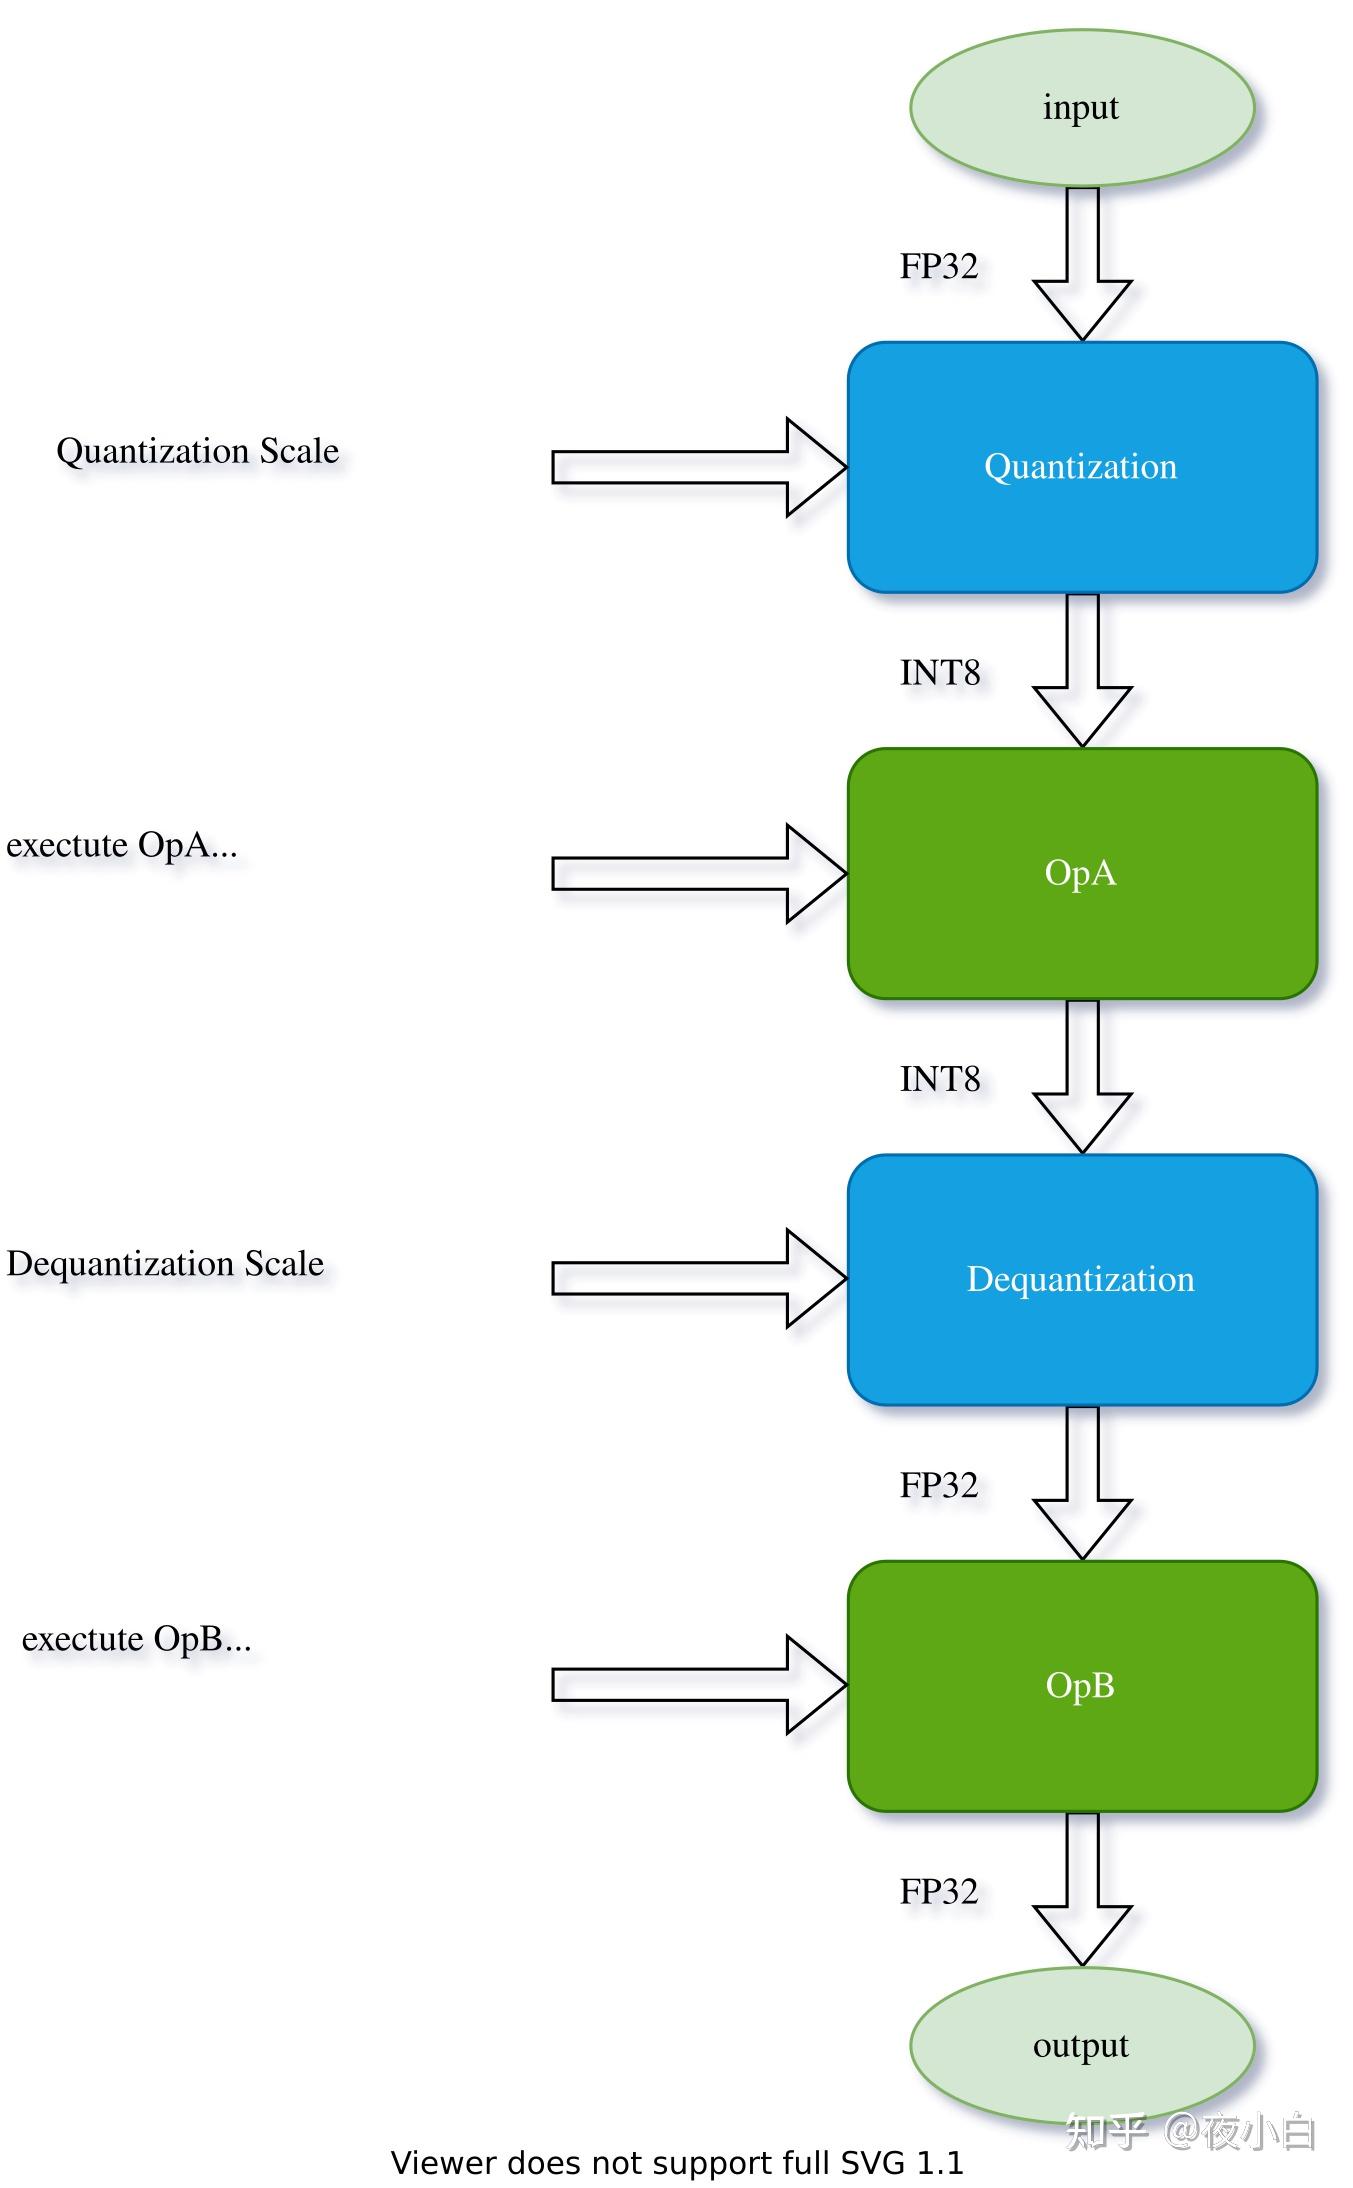 input
FP32
Quantization Scale
Quantization
INT8
exectute OpA...
OpA
INT8
Dequantization Scale
Dequantization
FP32
exectute OpB...
OpB
FP32
output
知乎 @夜小白
Viewer does not support full SVG 1.1